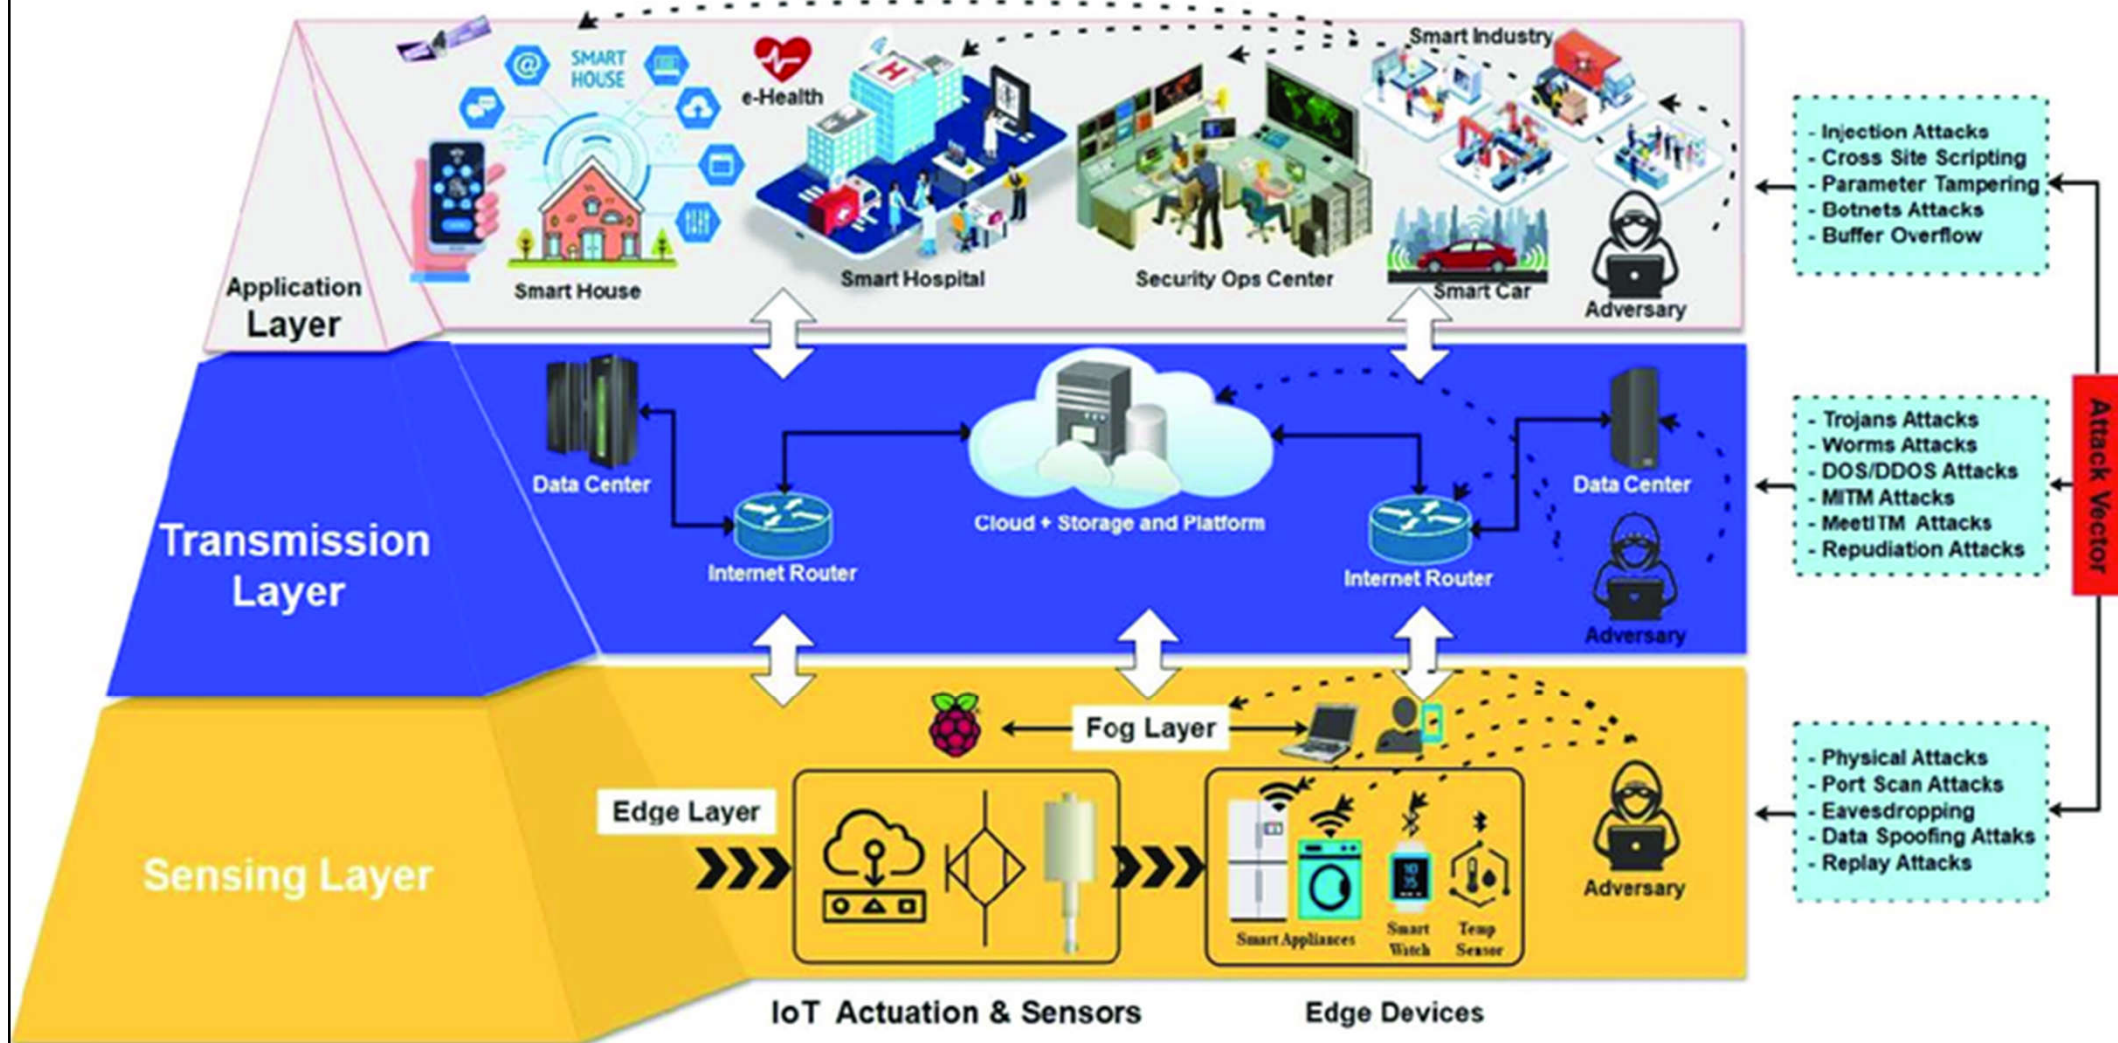 SMART
HOUSE
@
e-Health
H
Smart Industry
Smart House
Smart Hospital
Security Ops Center
Smart Car
Adversary
Application
Layer
- Injection Attacks
- Cross Site Scripting
- Parameter Tampering
- Botnets Attacks
- Buffer Overflow
Data Center
Internet Router
Cloud + Storage and Platform
Internet Router
Data Center
Adversary
Transmission
Layer
- Trojans Attacks
- Worms Attacks
- DOS/DDOS Attacks
- MITM Attacks
- MeetITM Attacks
- Repudiation Attacks
Attack Vector
Fog Layer
Edge Layer
Sensing Layer
Smart Appliances
Smart
Watch
Temp
Sensor
Adversary
- Physical Attacks
- Port Scan Attacks
- Eavesdropping
- Data Spoofing Attaks
- Replay Attacks
IoT Actuation & Sensors
Edge Devices